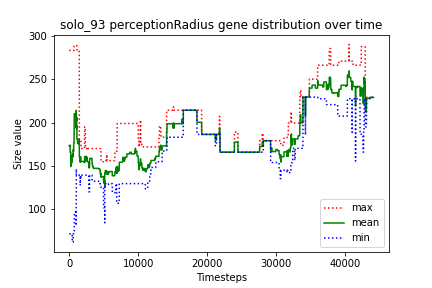 solo_93 perceptionRadius gene distribution over time
300
250
200
150
100
Size value
0
10000
20000
30000
40000
Timesteps
max
mean
min